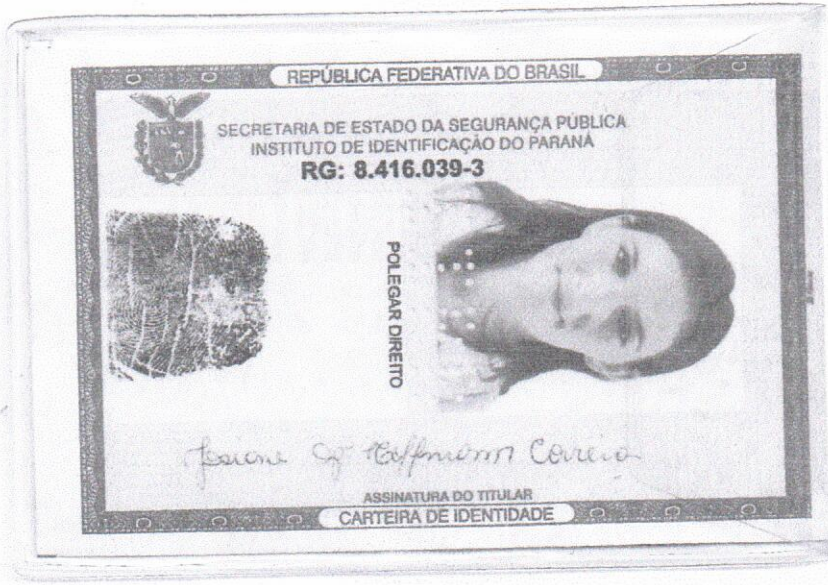 REPÚBLICA FEDERATIVA DO BRASIL
SECRETARIA DE ESTADO DA SEGURANÇA PÚBLICA
INSTITUTO DE IDENTIFICAÇÃO DO PARANÁ
RG: 8.416.039-3
POLEGAR DIREITO
Correia
ASSINATURA DO TITULAR
CARTEIRA DE IDENTIDADE